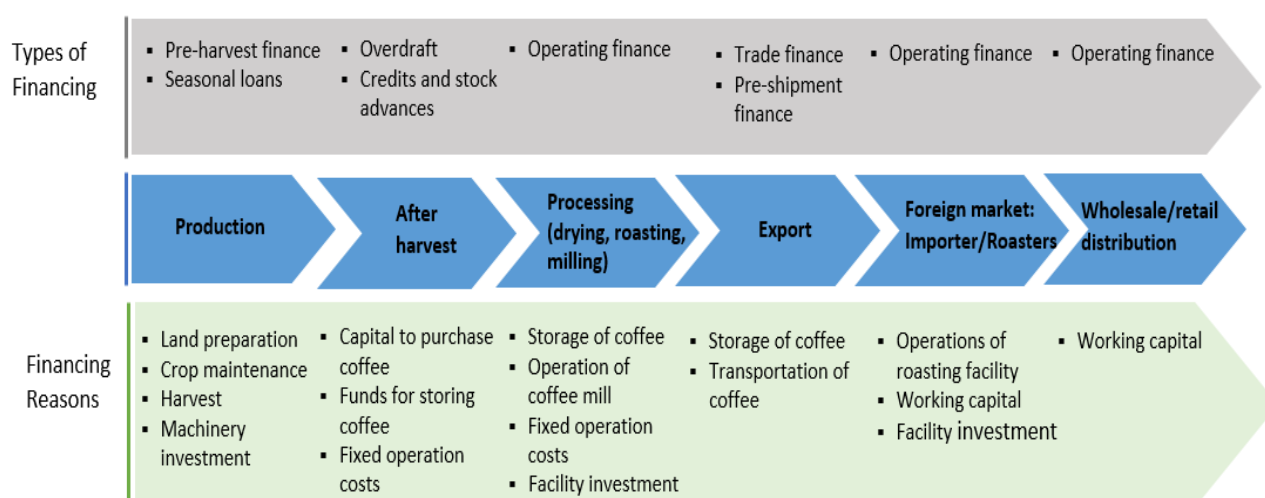 Types of
Financing
▪ Pre-harvest finance
▪ Seasonal loans
▪ Overdraft
▪ Credits and stock
advances
▪ Operating finance
▪ Trade finance
▪ Pre-shipment
finance
▪ Operating finance
▪ Operating finance
Production
After
harvest
Processing
(drying, roasting,
milling)
Export
Foreign market:
Importer/Roasters
Wholesale/retail
distribution
Financing
Reasons
▪ Land preparation
▪ Crop maintenance
▪ Harvest
▪ Machinery
investment
▪ Capital to purchase
coffee
▪ Funds for storing
coffee
▪ Fixed operation
costs
▪ Storage of coffee
▪ Operation of
coffee mill
▪ Fixed operation
costs
▪ Facility investment
▪ Storage of coffee
▪ Transportation of
coffee
▪ Operations of
roasting facility
▪ Working capital
▪ Facility investment
▪ Working capital